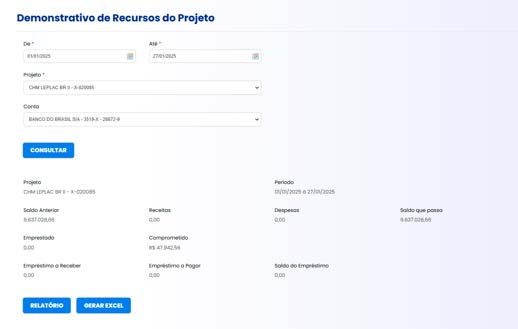 Demonstrativo de Recursos do Projeto
De *
Até *
01/01/2025
27/01/2025
Projeto *
CHM LEPLAC BR II - X-020085
Conta
BANCO DO BRASIL S/A - 3519-X - 28672-9
CONSULTAR
Projeto
Período
CHM LEPLAC BR II - X-020085
01/01/2025 à 27/01/2025
Saldo Anterior
Receitas
Despesas
Saldo que passa
9.637.028,66
0,00
0,00
9.637.028,66
Emprestado
Comprometido
0,00
R$ 47.942,56
Empréstimo a Receber
Empréstimo a Pagar
Saldo do Empréstimo
0,00
0,00
0,00
RELATÓRIO
GERAR EXCEL